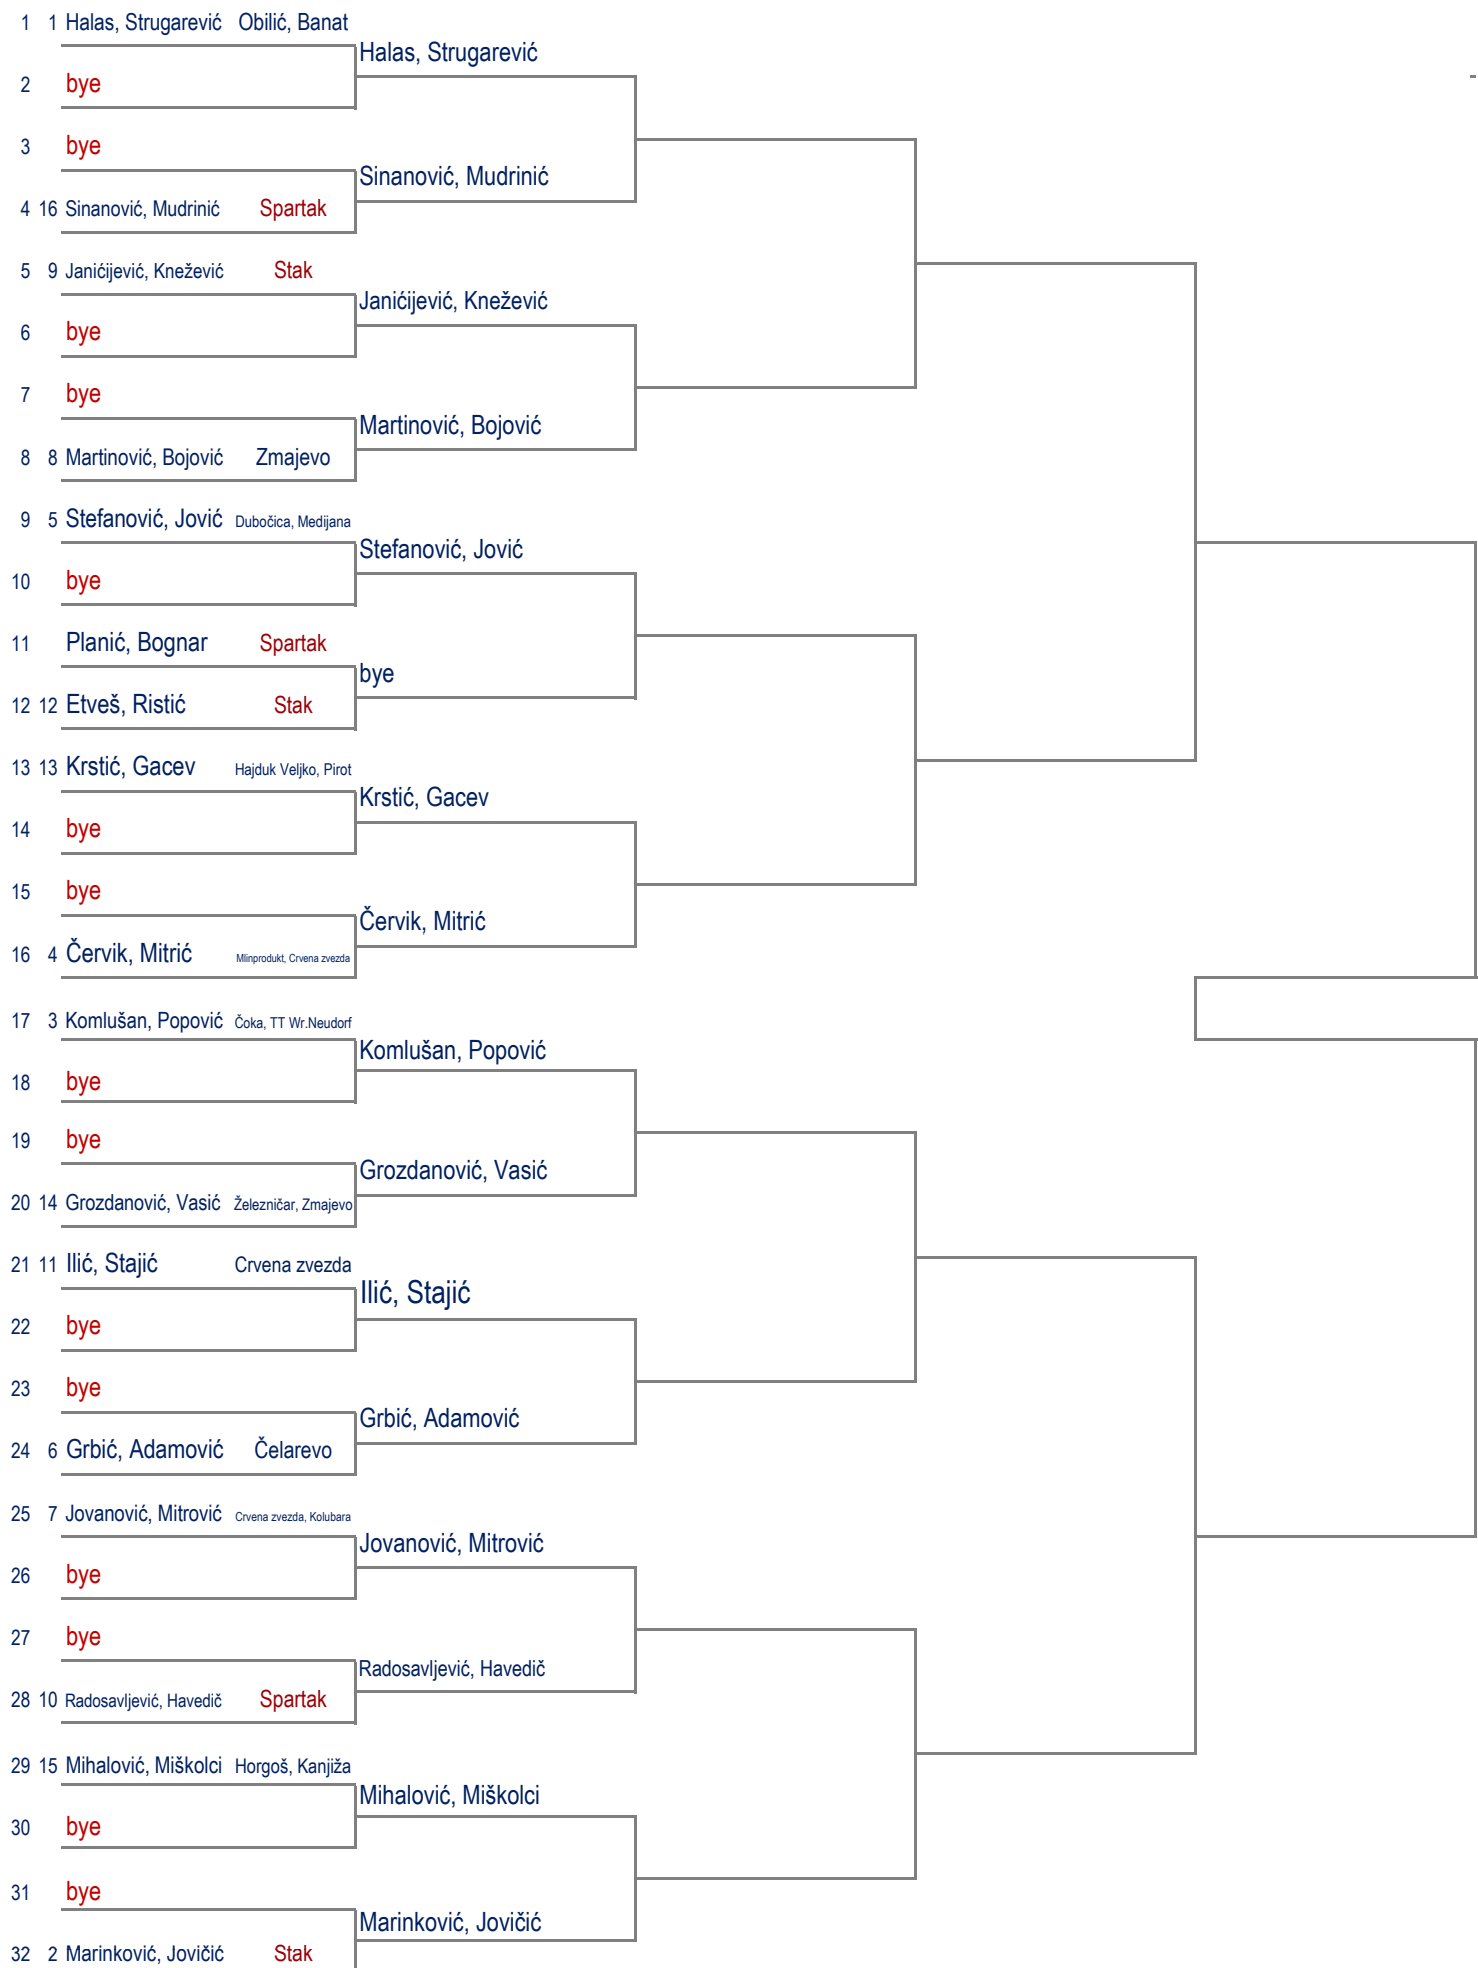 1 1 Halas, Strugarević Obilić, Banat
Halas, Strugarević
2 bye
3 bye
Sinanović, Mudrinić
4 16 Sinanović, Mudrinić Spartak
5 9 Janićijević, Knežević Stak
Janićijević, Knežević
6 bye
7 bye
Martinović, Bojović
8 8 Martinović, Bojović Zmajevo
9 5 Stefanović, Jović Dubočica, Medijana
Stefanović, Jović
10 bye
11 Planić, Bognar Spartak
bye
12 12 Etveš, Ristić Stak
13 13 Krstić, Gacev Hajduk Veljko, Pirot
Krstić, Gacev
14 bye
15 bye
Červik, Mitrić
16 4 Červik, Mitrić Mlinprodukt, Crvena zvezda
17 3 Komlušan, Popović Čoka, TT Wr.Neudorf
Komlušan, Popović
18 bye
19 bye
Grozdanović, Vasić
20 14 Grozdanović, Vasić Železničar, Zmajevo
21 11 Ilić, Stajić Crvena zvezda
Ilić, Stajić
22 bye
23 bye
Grbić, Adamović
24 6 Grbić, Adamović Čelarevo
25 7 Jovanović, Mitrović Crvena zvezda, Kolubara
Jovanović, Mitrović
26 bye
27 bye
Radosavljević, Havedič
28 10 Radosavljević, Havedič Spartak
29 15 Mihalović, Miškolci Horgoš, Kanjiža
Mihalović, Miškolci
30 bye
31 bye
Marinković, Jovičić
32 2 Marinković, Jovičić Stak